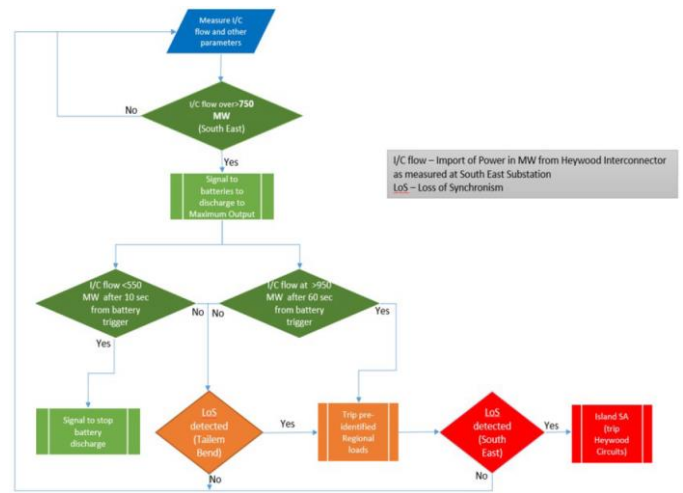 Measure I/C
flow and other
parameters
I/C flow over>750
MW
(South East)
No
Yes
I/C flow – Import of Power in MW from Heywood Interconnector
as measured at South East Substation
LoS – Loss of Synchronism
Signal to
batteries to
discharge to
Maximum Output
I/C flow <550
MW after 10 sec
from battery
trigger
I/C flow at >950
MW after 60 sec
from battery
trigger
No No
Yes
Yes
Signal to stop
battery
discharge
LoS
detected
(Tailem
Bend)
Yes
Trip pre-
identified
Regional
loads
LoS
detected
(South
East)
Yes
Island SA
(trip
Heywood
Circuits)
No
No